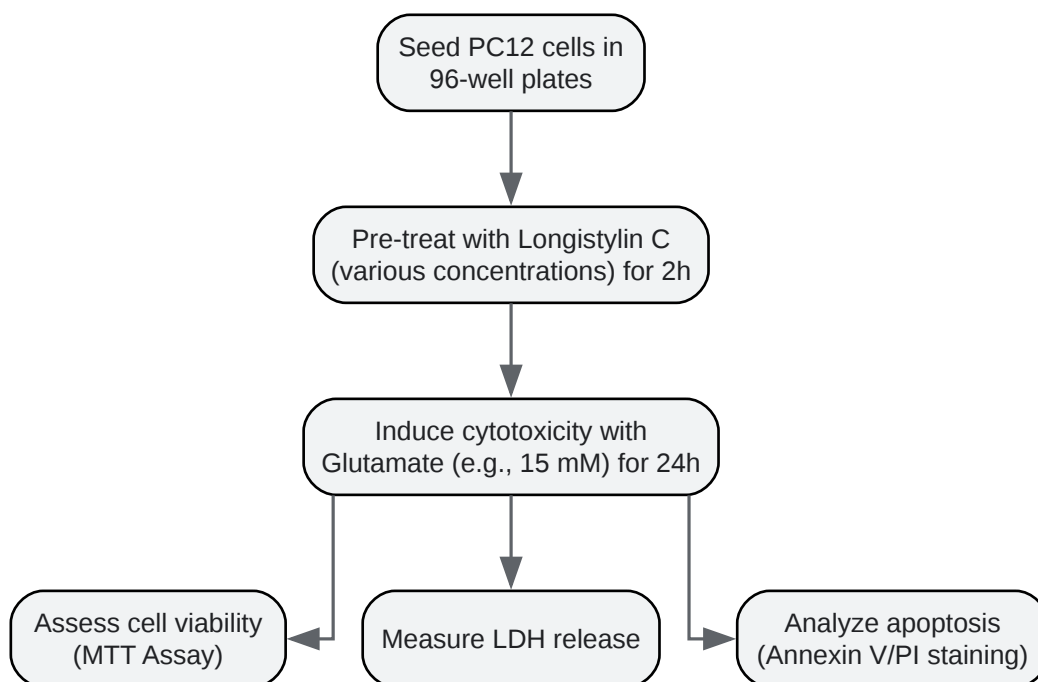 Seed PC12 cells in
96-well plates
Pre-treat with Longistylin C
(various concentrations) for 2h
Induce cytotoxicity with
Glutamate (e.g., 15 mM) for 24h
Assess cell viability
(MTT Assay)
Measure LDH release
Analyze apoptosis
(Annexin V/PI staining)